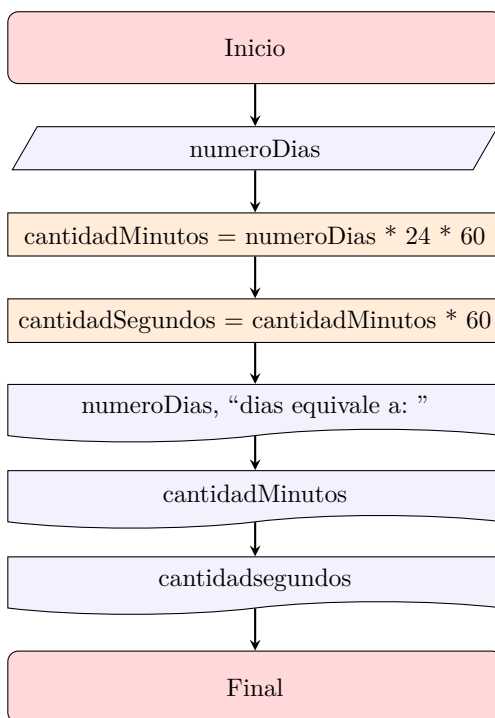 Inicio
numeroDias
cantidadMinutos = numeroDias * 24 * 60
cantidadSegundos = cantidadMinutos * 60
numeroDias, “dias equivale a: ”
cantidadMinutos
cantidadsegundos
Final